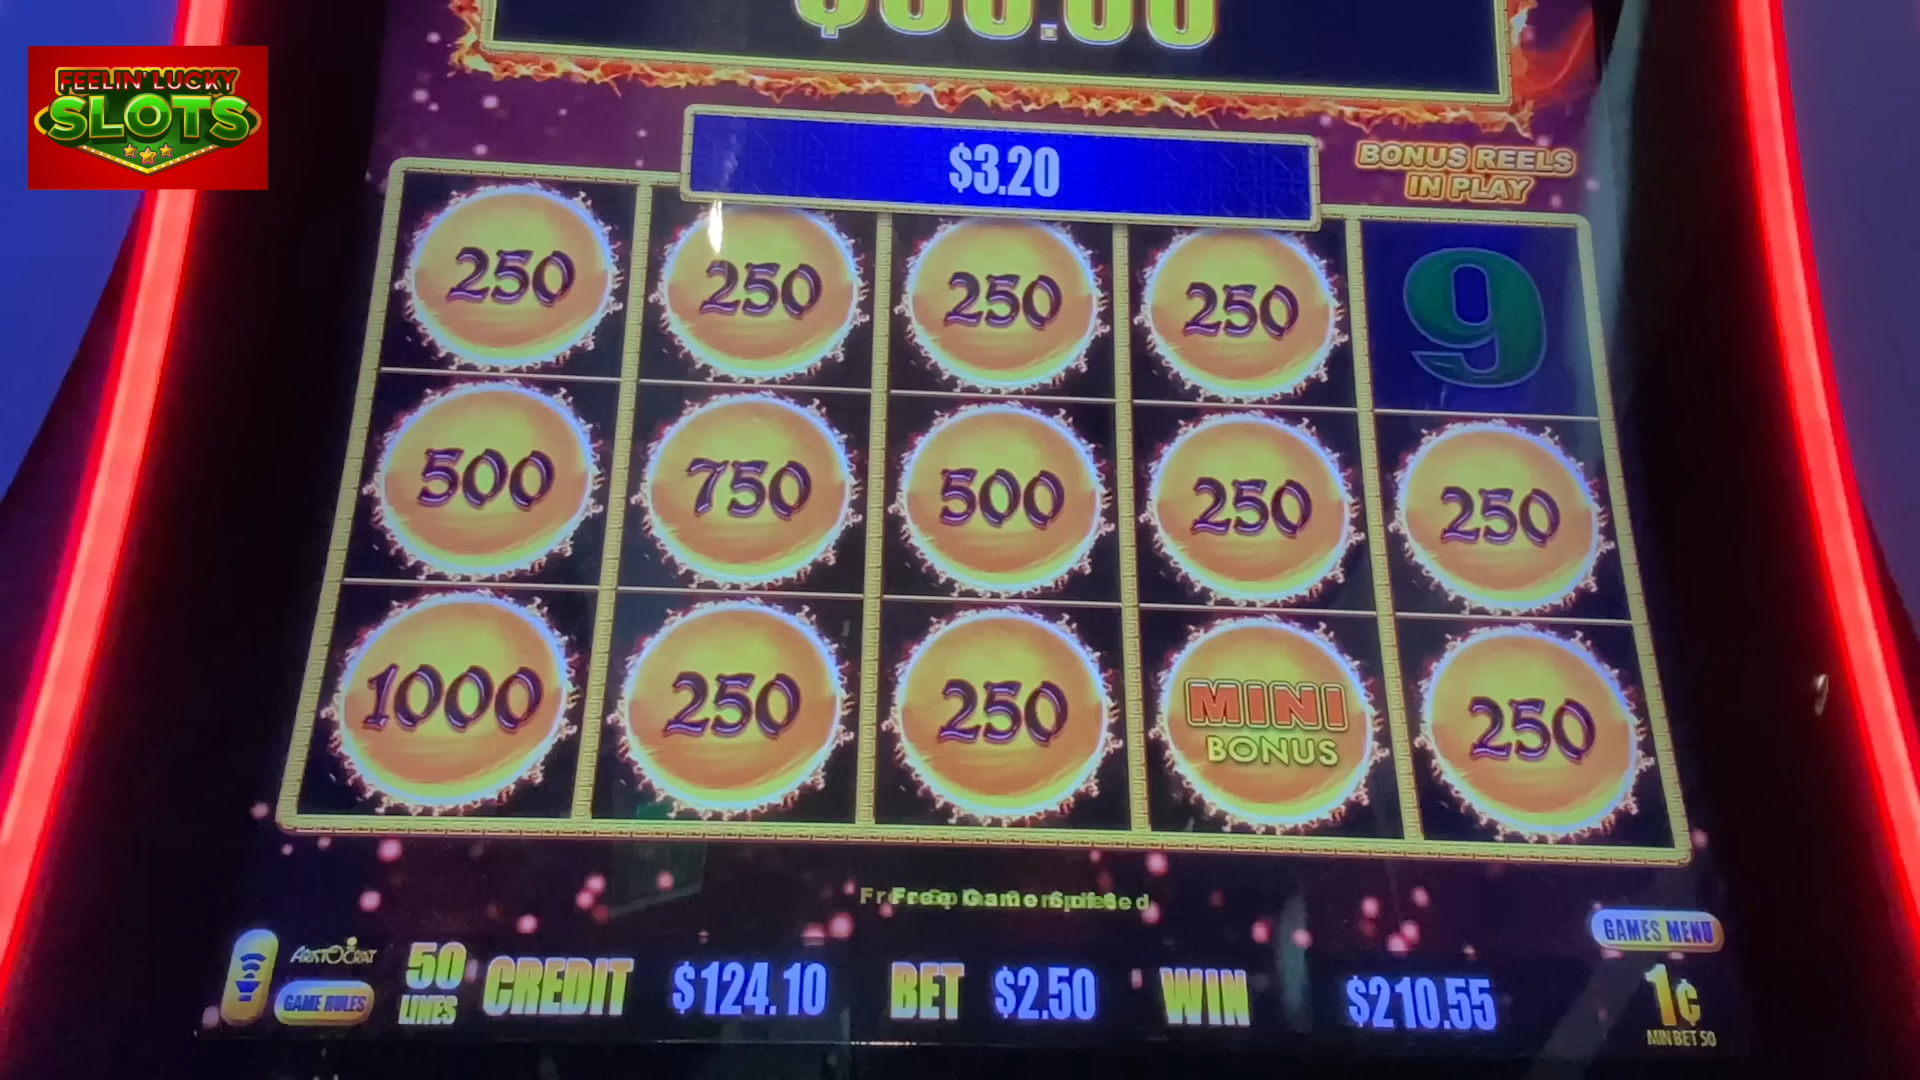 FEELIN' LUCKY
SLOTS
$3.20
BONUS REELS
IN PLAY
250 250 250 250 9
500 750 500 250 250
1000 250 250 MINI 250
BONUS
GAMES MENU
ARISTOCRAT
GAME RULES
50
LINES
CREDIT $124.10 BET $2.50 WIN $210.55
1¢
MIN BET 50